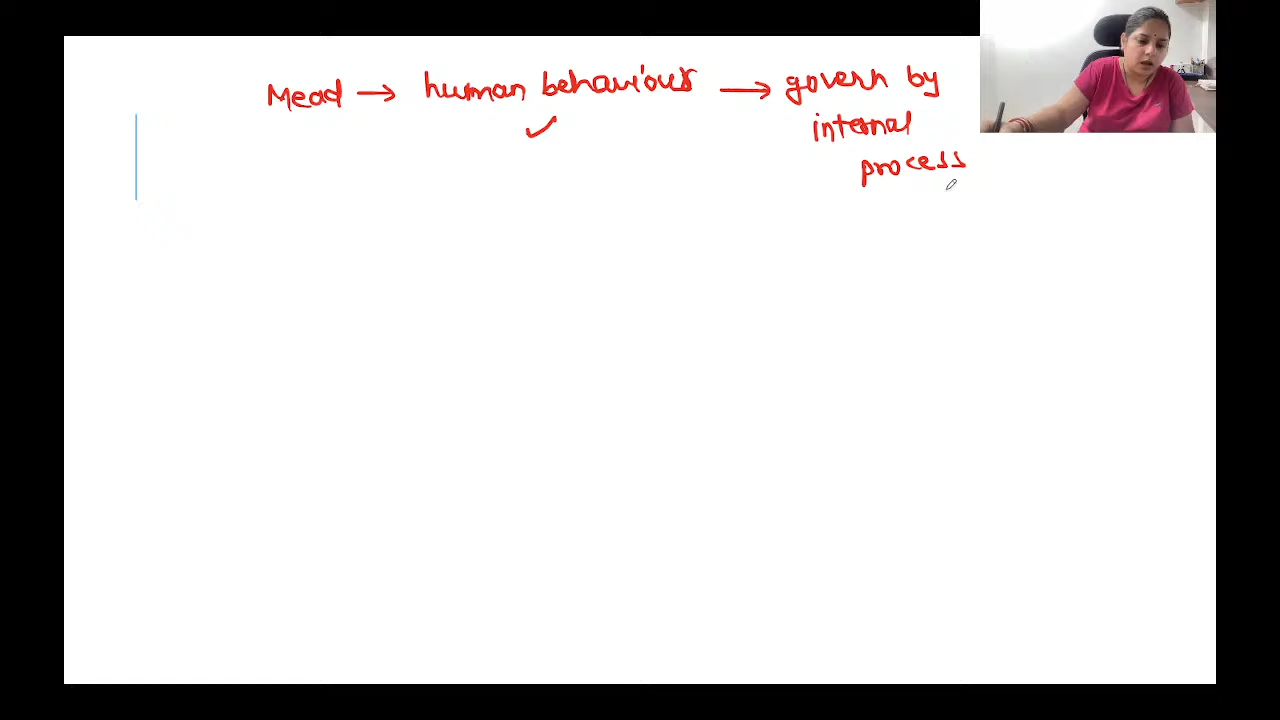 Mead → human behaviour → govern by
internal
process